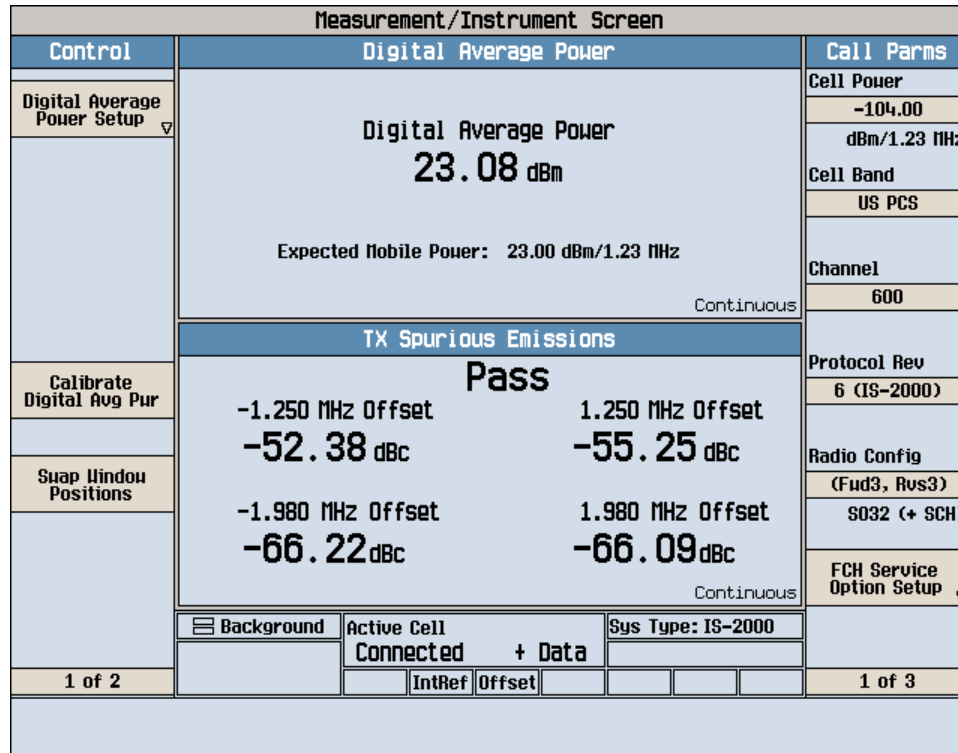 Measurement/Instrument Screen
Control
Digital Average
Power Setup
Calibrate
Digital Avg Pwr
Swap Window
Positions
1 of 2
Digital Average Power
Digital Average Power
23.08 dBm
Expected Mobile Power: 23.00 dBm/1.23 MHz
Continuous
TX Spurious Emissions
Pass
-1.250 MHz Offset 1.250 MHz Offset
-52.38 dBc -55.25 dBc
-1.980 MHz Offset 1.980 MHz Offset
-66.22 dBc -66.09 dBc
Continuous
Background
Active Cell
Connected + Data
Sys Type: IS-2000
IntRef Offset
Call Parms
Cell Power
-104.00
dBm/1.23 MHz
Cell Band
US PCS
Channel
600
Protocol Rev
6 (IS-2000)
Radio Config
(Fwd3, Rvs3)
SO32 (+ SCH
FCH Service
Option Setup
1 of 3